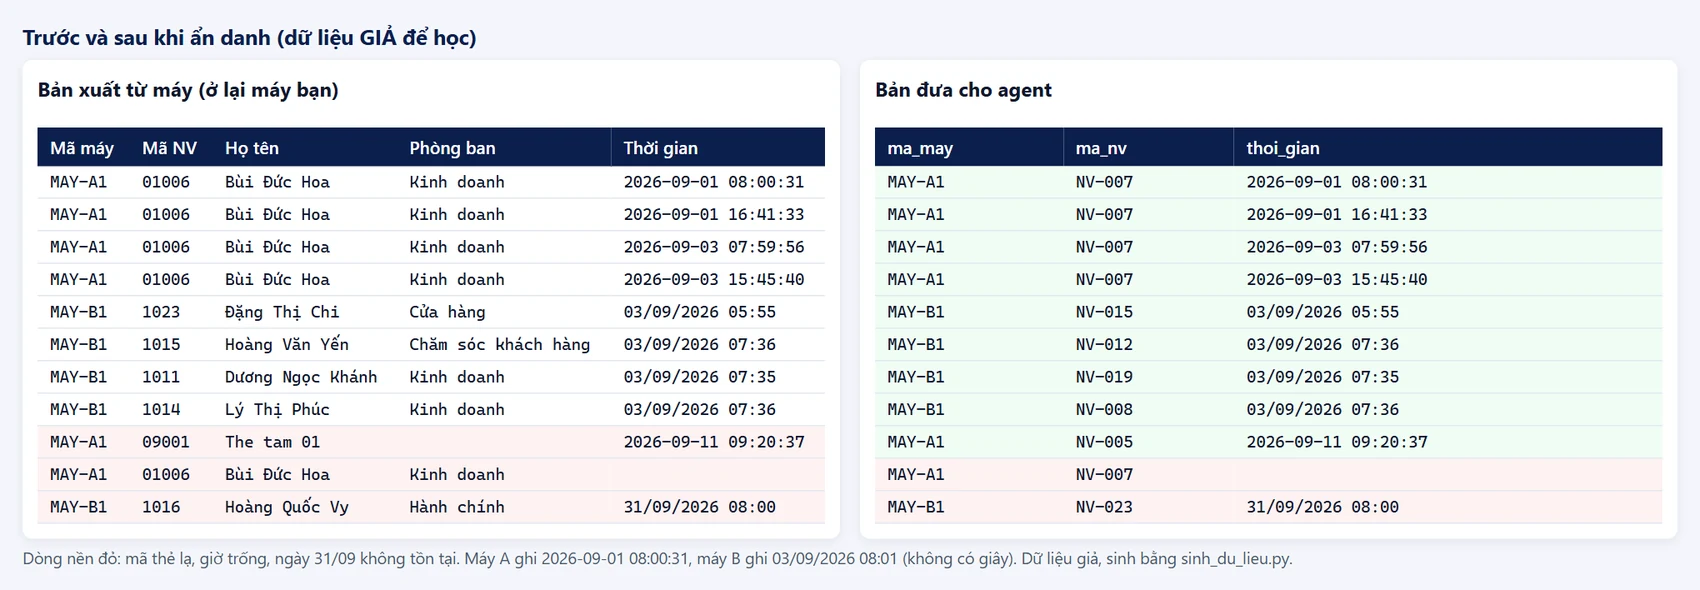 Trước và sau khi ẩn danh (dữ liệu GIẢ để học)
Bản xuất từ máy (ở lại máy bạn)
Mã máy Mã NV Họ tên Phòng ban Thời gian
MAY-A1 01006 Bùi Đức Hoa Kinh doanh 2026-09-01 08:00:31
MAY-A1 01006 Bùi Đức Hoa Kinh doanh 2026-09-01 16:41:33
MAY-A1 01006 Bùi Đức Hoa Kinh doanh 2026-09-03 07:59:56
MAY-A1 01006 Bùi Đức Hoa Kinh doanh 2026-09-03 15:45:40
MAY-B1 1023 Đặng Thị Chi Cửa hàng 03/09/2026 05:55
MAY-B1 1015 Hoàng Văn Yến Chăm sóc khách hàng 03/09/2026 07:36
MAY-B1 1011 Dương Ngọc Khánh Kinh doanh 03/09/2026 07:35
MAY-B1 1014 Lý Thị Phúc Kinh doanh 03/09/2026 07:36
MAY-A1 09001 The tam 01 2026-09-11 09:20:37
MAY-A1 01006 Bùi Đức Hoa Kinh doanh
MAY-B1 1016 Hoàng Quốc Vy Hành chính 31/09/2026 08:00
Bản đưa cho agent
ma_may ma_nv thoi_gian
MAY-A1 NV-007 2026-09-01 08:00:31
MAY-A1 NV-007 2026-09-01 16:41:33
MAY-A1 NV-007 2026-09-03 07:59:56
MAY-A1 NV-007 2026-09-03 15:45:40
MAY-B1 NV-015 03/09/2026 05:55
MAY-B1 NV-012 03/09/2026 07:36
MAY-B1 NV-019 03/09/2026 07:35
MAY-B1 NV-008 03/09/2026 07:36
MAY-A1 NV-005 2026-09-11 09:20:37
MAY-A1 NV-007
MAY-B1 NV-023 31/09/2026 08:00
Dòng nền đỏ: mã thẻ lạ, giờ trống, ngày 31/09 không tồn tại. Máy A ghi 2026-09-01 08:00:31, máy B ghi 03/09/2026 08:01 (không có giây). Dữ liệu giả, sinh bằng sinh_du_lieu.py.